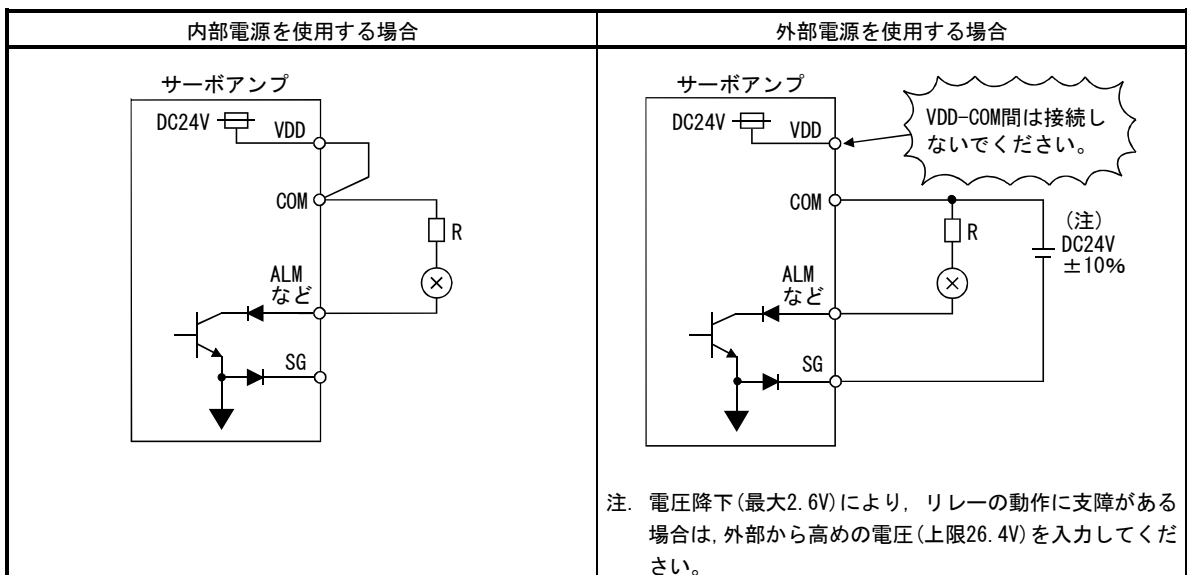 内部電源を使用する場合
サーボアンプ
DC24V
VDD
COM
R
ALM
など
SG
外部電源を使用する場合
サーボアンプ
DC24V
VDD
VDD-COM間は接続し
ないでください。
COM
R
(注)
DC24V
±10%
ALM
など
SG
注. 電圧降下(最大2.6V)により, リレーの動作に支障がある
場合は,外部から高めの電圧(上限26.4V)を入力してくだ
さい。